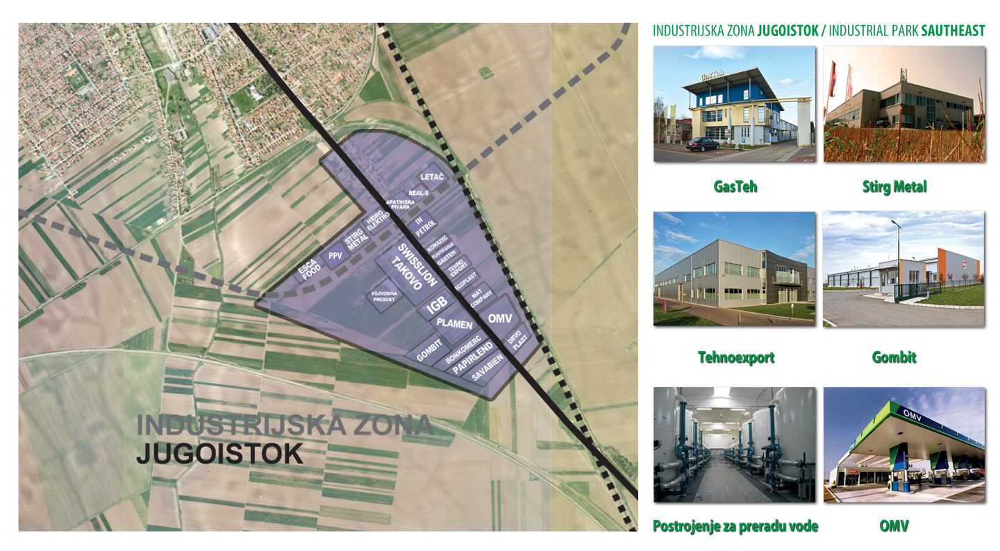 INDUSTRIJSKA ZONA JUGOISTOK / INDUSTRIAL PARK SAUTHEAST
LETAČ
REAL-S
APATINSKA
PIVARA
HIDRO
ELEKTRO
IN
PETROL
STIRG
METAL
PPV
ESCA
FOOD
KOMAZEC
GASTEH
TEHNO
EXPORT
ECOPLAST
MAT
COMPANY
SWISSLION
TAKOVO
VOJVODINA
PRODUKT
IGB
PLAMEN
OMV
DRVO
PLAST
GOMBIT
BONKOMERC
PAPIRLEND
SAVABIEN
INDUSTRIJSKA ZONA
JUGOISTOK
GasTeh
GasTeh
Stirg Metal
Tehnoexport
Gombit
OMV
Postrojenje za preradu vode
OMV